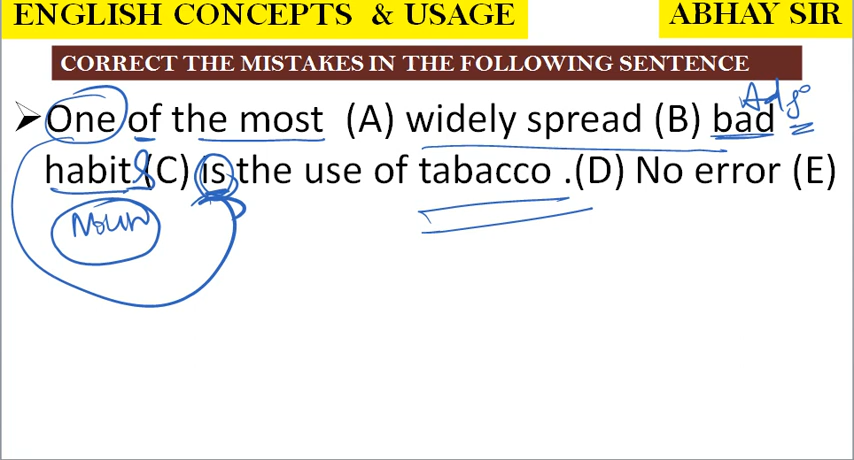 ENGLISH CONCEPTS & USAGE ABHAY SIR
CORRECT THE MISTAKES IN THE FOLLOWING SENTENCE
Adj
➤One of the most (A) widely spread (B) bad
habits (C) is the use of tabacco .(D) No error (E)
Noun